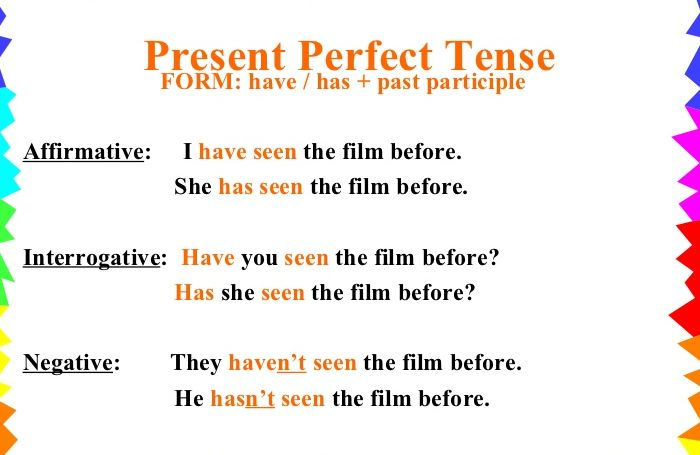 Present Perfect Tense
FORM: have / has + past participle
Affirmative: I have seen the film before.
She has seen the film before.
Interrogative: Have you seen the film before?
Has she seen the film before?
Negative: They haven’t seen the film before.
He hasn’t seen the film before.